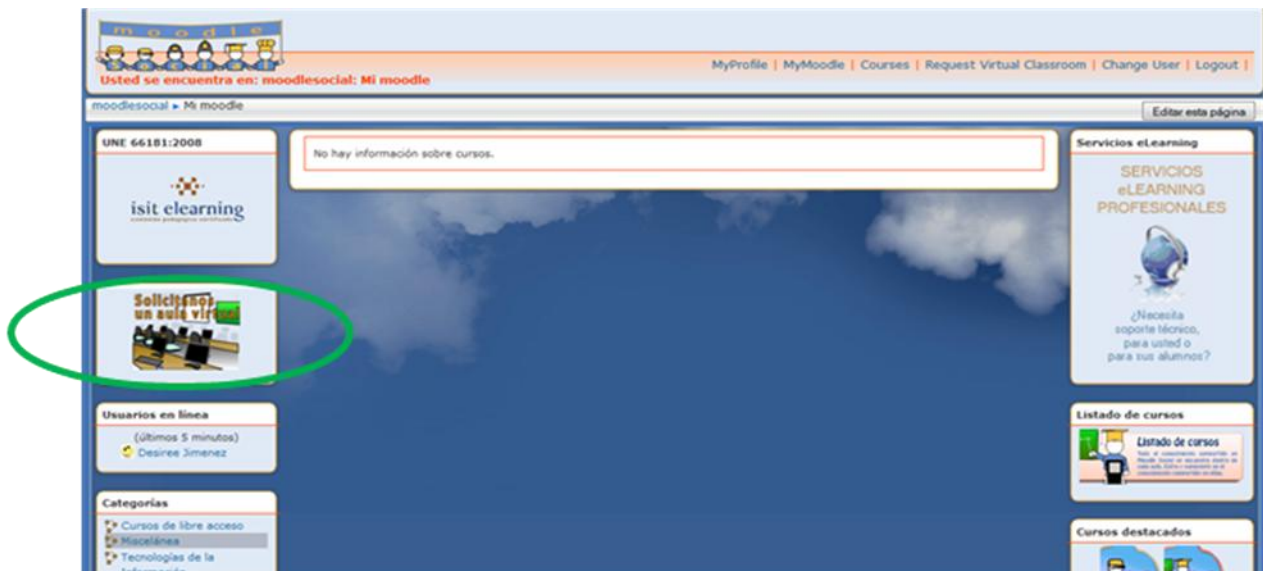 moodle
Usted se encuentra en: moodlesocial: Mi moodle
MyProfile | MyMoodle | Courses | Request Virtual Classroom | Change User | Logout |
moodlesocial ► Mi moodle
Editar esta página
UNE 66181:2008
isit elearning
Solicitanos
un aula virtual
Usuarios en línea
(últimos 5 minutos)
Desiree Jimenez
Categorías
Cursos de libre acceso
Miscelánea
Tecnologías de la
Información
No hay información sobre cursos.
Servicios eLearning
SERVICIOS
eLEARNING
PROFESIONALES
¿Necesita
soporte técnico,
para usted o
para sus alumnos?
Listado de cursos
Listado de cursos
Cursos destacados